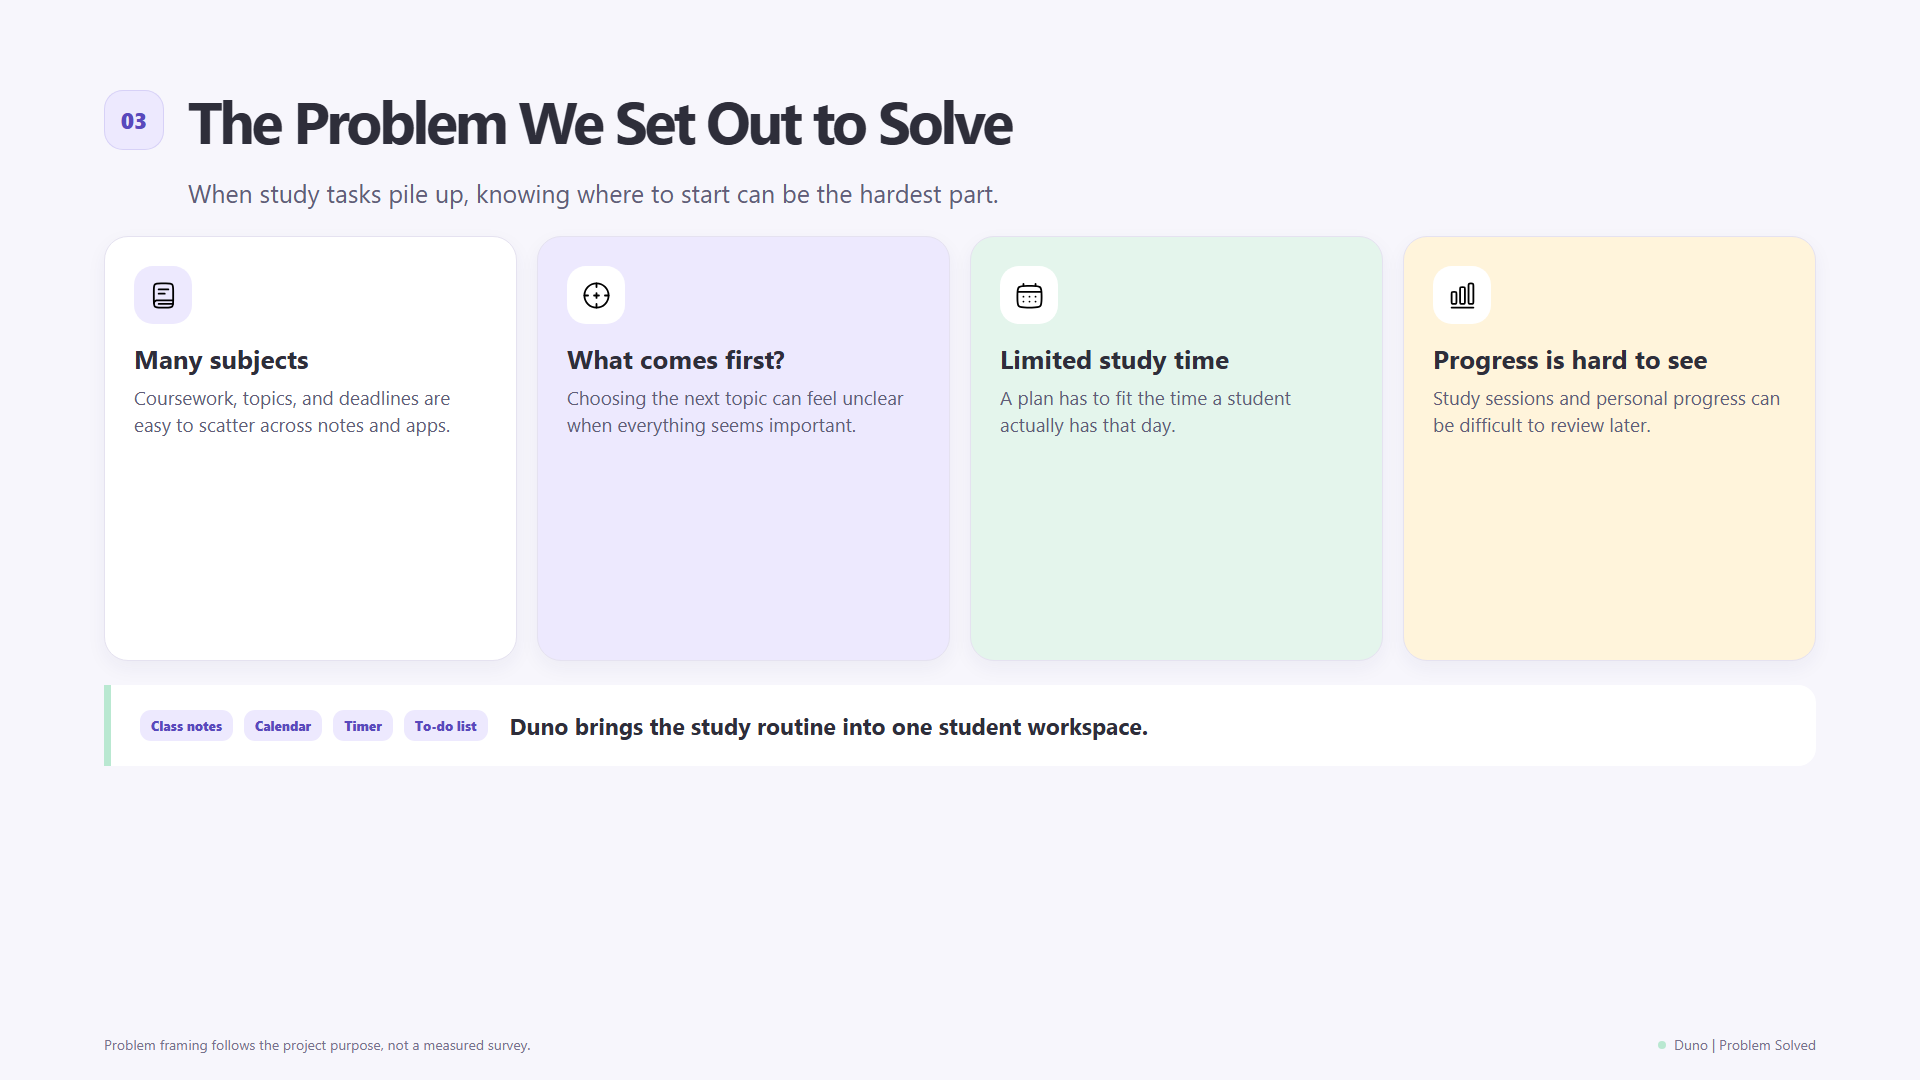 03
The Problem We Set Out to Solve
When study tasks pile up, knowing where to start can be the hardest part.
Many subjects
Coursework, topics, and deadlines are
easy to scatter across notes and apps.
What comes first?
Choosing the next topic can feel unclear
when everything seems important.
Limited study time
A plan has to fit the time a student
actually has that day.
Progress is hard to see
Study sessions and personal progress can
be difficult to review later.
Class notes Calendar Timer To-do list Duno brings the study routine into one student workspace.
Problem framing follows the project purpose, not a measured survey.
Duno | Problem Solved